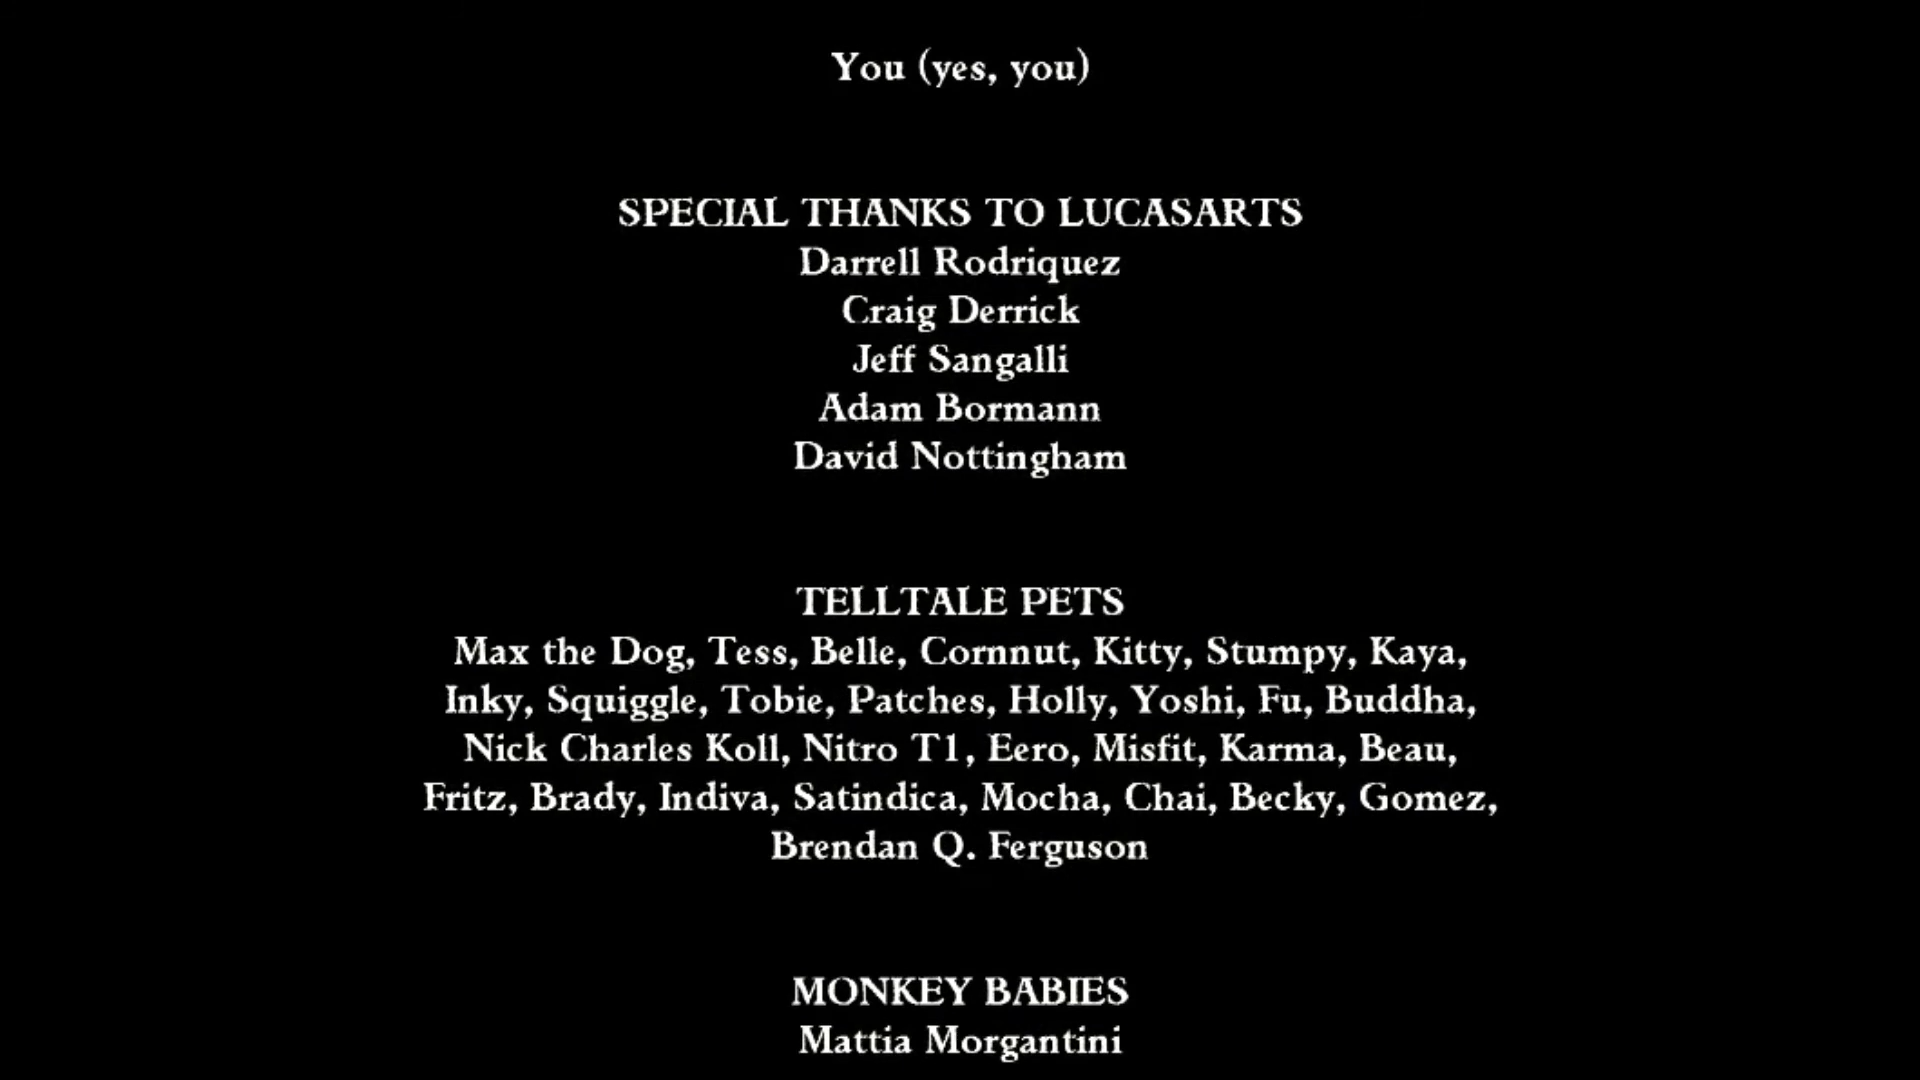 You (yes, you)
SPECIAL THANKS TO LUCASARTS
Darrell Rodriquez
Craig Derrick
Jeff Sangalli
Adam Bormann
David Nottingham
TELLTALE PETS
Max the Dog, Tess, Belle, Cornnut, Kitty, Stumpy, Kaya,
Inky, Squiggle, Tobie, Patches, Holly, Yoshi, Fu, Buddha,
Nick Charles Koll, Nitro T1, Eero, Misfit, Karma, Beau,
Fritz, Brady, Indiva, Satindica, Mocha, Chai, Becky, Gomez,
Brendan Q. Ferguson
MONKEY BABIES
Mattia Morgantini